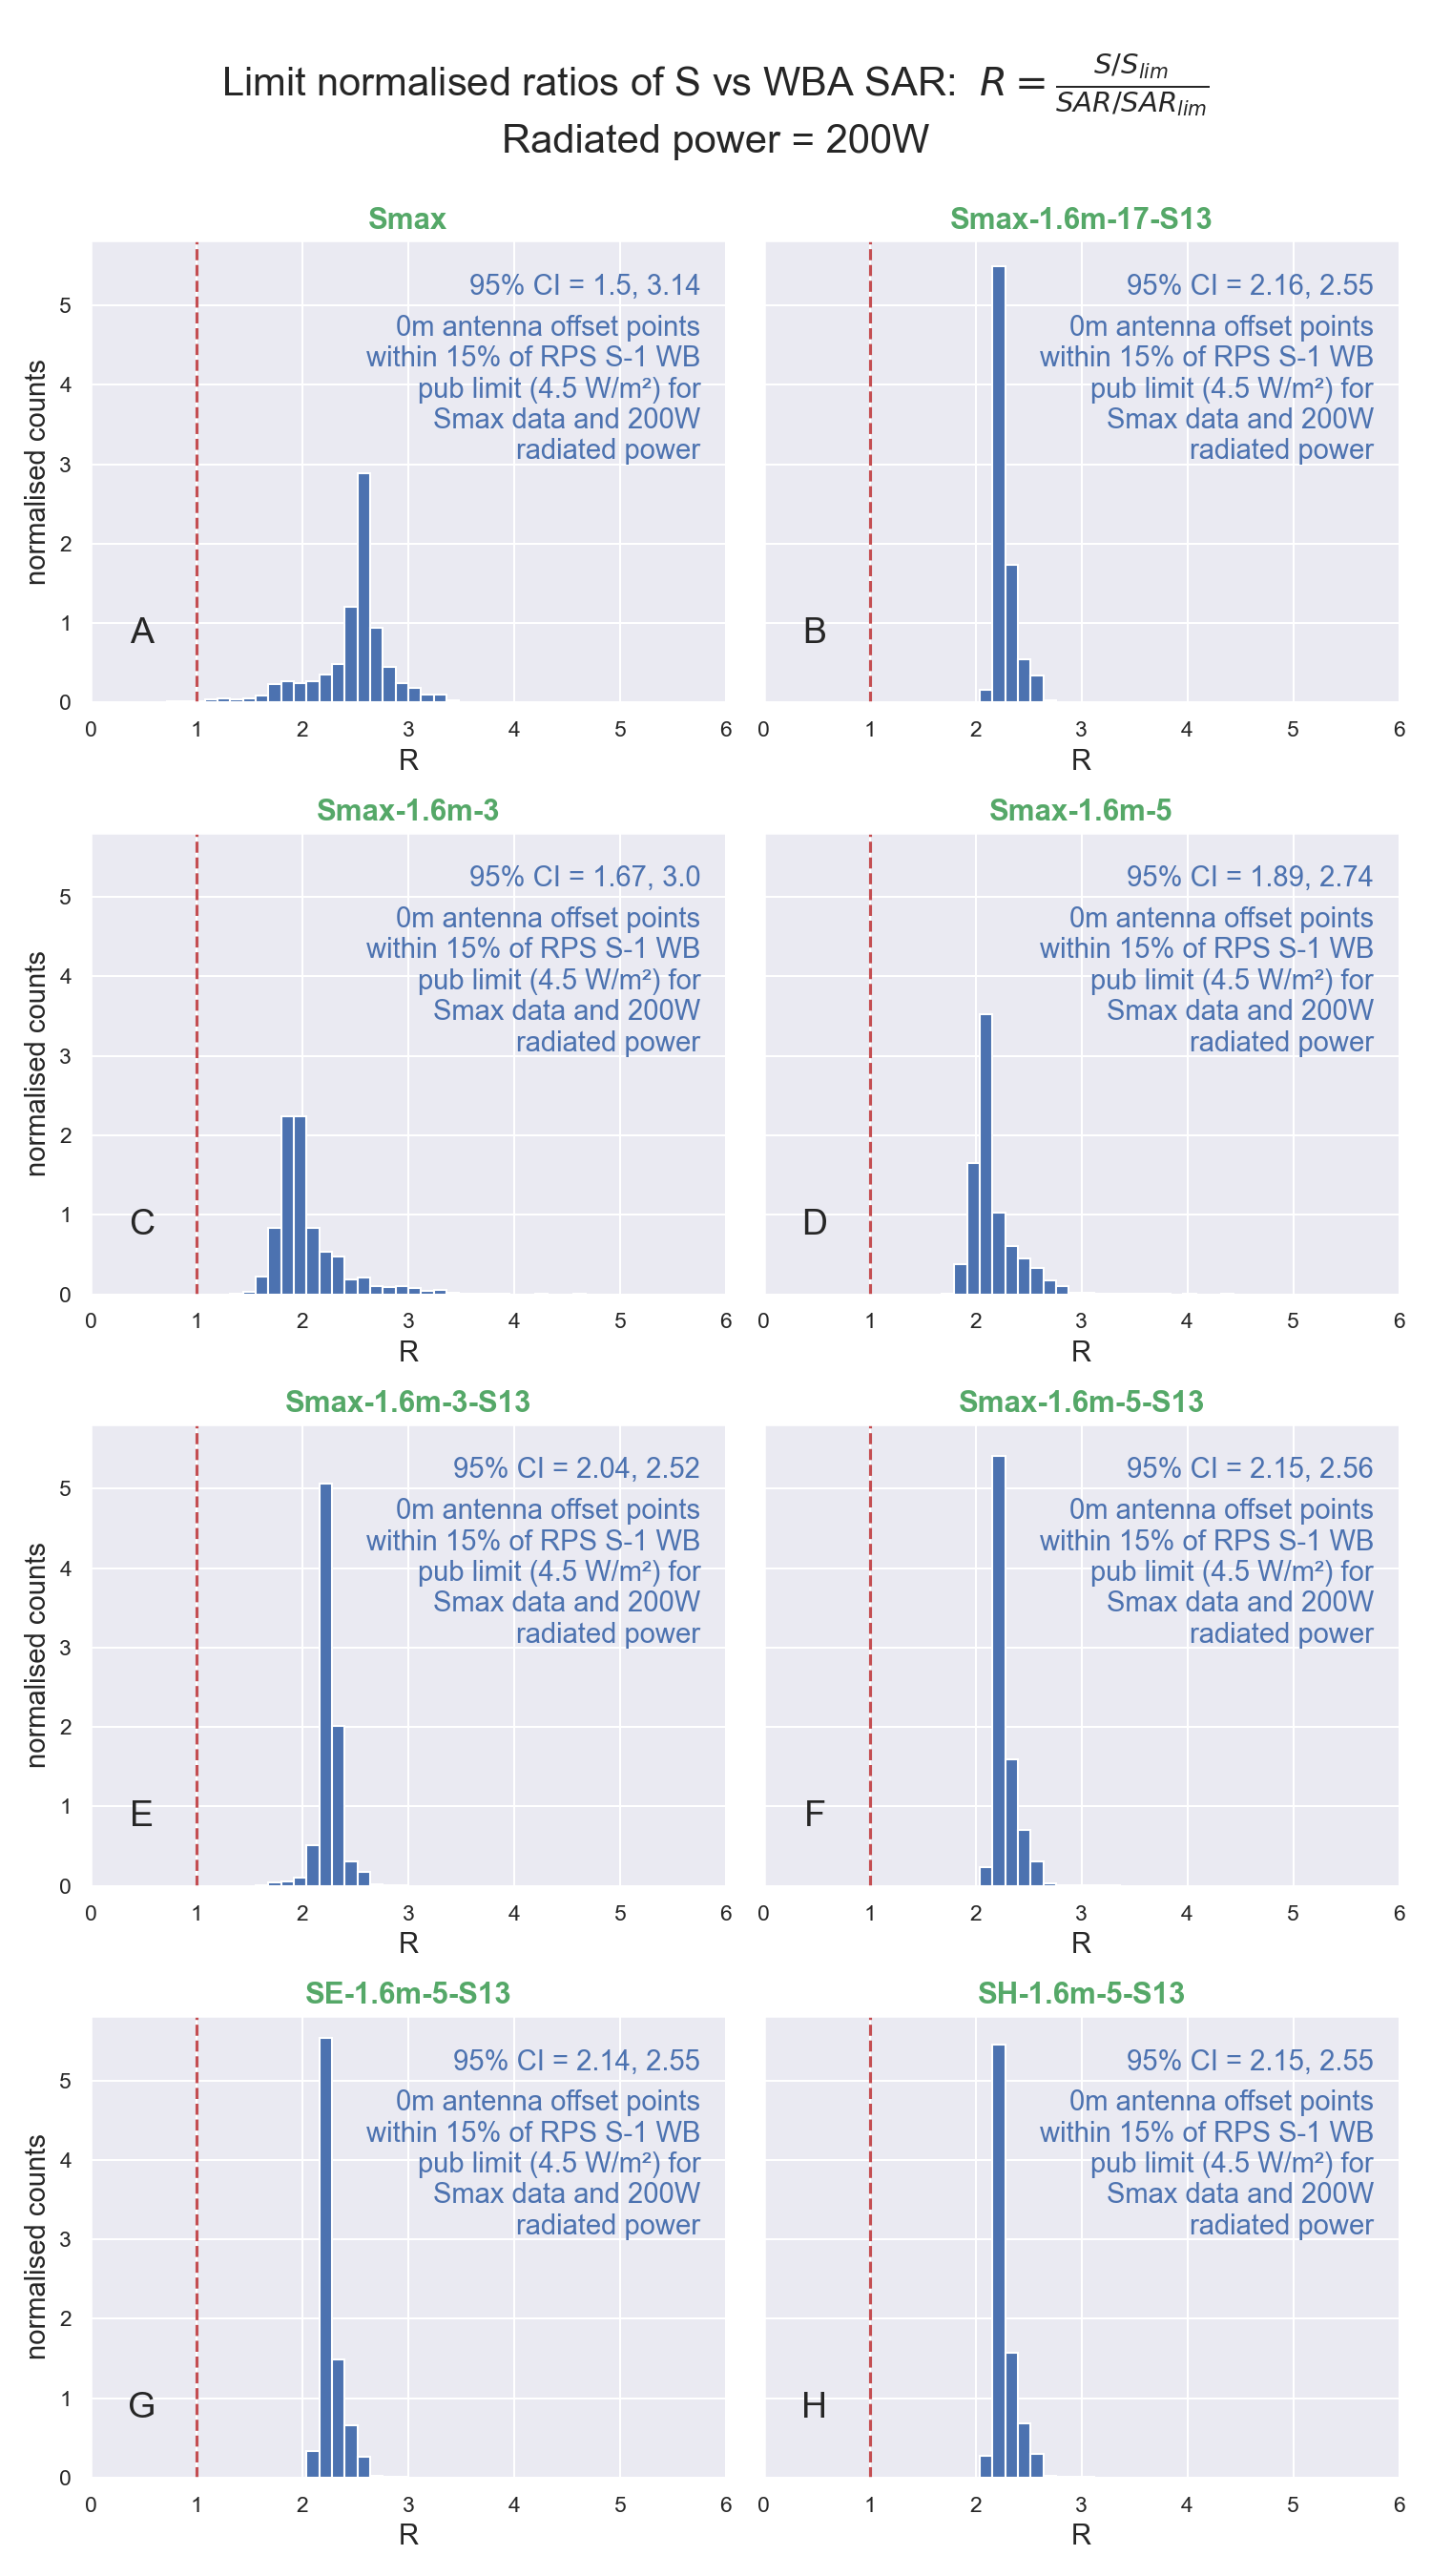 Limit normalised ratios of S vs WBA SAR: R = S/S_lim / SAR/SAR_lim
Radiated power = 200W
Smax
95% CI = 1.5, 3.14
0m antenna offset points
within 15% of RPS S-1 WB
pub limit (4.5 W/m²) for
Smax data and 200W
radiated power
A
normalised counts
0 1 2 3 4 5
0 1 2 3 4 5 6
R
Smax-1.6m-17-S13
95% CI = 2.16, 2.55
0m antenna offset points
within 15% of RPS S-1 WB
pub limit (4.5 W/m²) for
Smax data and 200W
radiated power
B
0 1 2 3 4 5 6
R
Smax-1.6m-3
95% CI = 1.67, 3.0
0m antenna offset points
within 15% of RPS S-1 WB
pub limit (4.5 W/m²) for
Smax data and 200W
radiated power
C
normalised counts
0 1 2 3 4 5
0 1 2 3 4 5 6
R
Smax-1.6m-5
95% CI = 1.89, 2.74
0m antenna offset points
within 15% of RPS S-1 WB
pub limit (4.5 W/m²) for
Smax data and 200W
radiated power
D
0 1 2 3 4 5 6
R
Smax-1.6m-3-S13
95% CI = 2.04, 2.52
0m antenna offset points
within 15% of RPS S-1 WB
pub limit (4.5 W/m²) for
Smax data and 200W
radiated power
E
normalised counts
0 1 2 3 4 5
0 1 2 3 4 5 6
R
Smax-1.6m-5-S13
95% CI = 2.15, 2.56
0m antenna offset points
within 15% of RPS S-1 WB
pub limit (4.5 W/m²) for
Smax data and 200W
radiated power
F
0 1 2 3 4 5 6
R
SE-1.6m-5-S13
95% CI = 2.14, 2.55
0m antenna offset points
within 15% of RPS S-1 WB
pub limit (4.5 W/m²) for
Smax data and 200W
radiated power
G
normalised counts
0 1 2 3 4 5
0 1 2 3 4 5 6
R
SH-1.6m-5-S13
95% CI = 2.15, 2.55
0m antenna offset points
within 15% of RPS S-1 WB
pub limit (4.5 W/m²) for
Smax data and 200W
radiated power
H
0 1 2 3 4 5 6
R